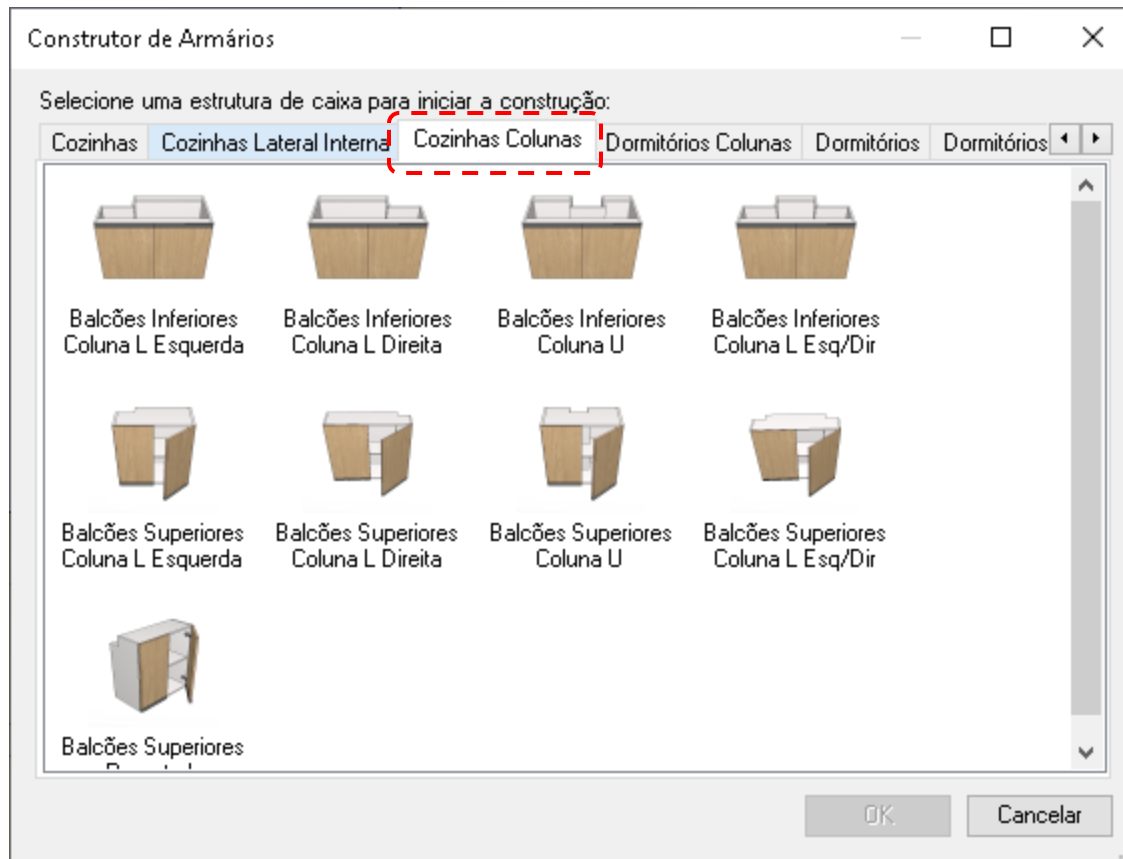 Construtor de Armários
Selecione uma estrutura de caixa para iniciar a construção:
Cozinhas Cozinhas Lateral Interna Cozinhas Colunas Dormitórios Colunas Dormitórios Dormitórios
Balcões Inferiores Coluna L Esquerda
Balcões Inferiores Coluna L Direita
Balcões Inferiores Coluna U
Balcões Inferiores Coluna L Esq/Dir
Balcões Superiores Coluna L Esquerda
Balcões Superiores Coluna L Direita
Balcões Superiores Coluna U
Balcões Superiores Coluna L Esq/Dir
Balcões Superiores
OK Cancelar